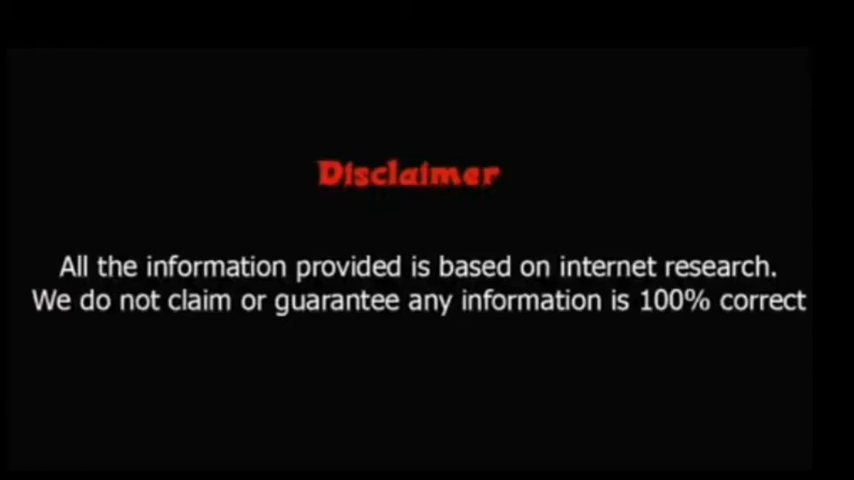 Disclaimer
All the information provided is based on internet research.
We do not claim or guarantee any information is 100% correct